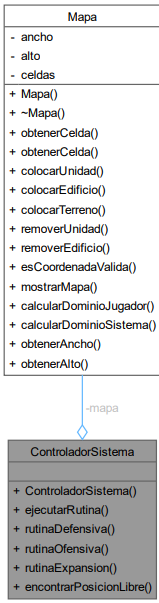 Mapa
- ancho
- alto
- celdas
+ Mapa()
+ ~Mapa()
+ obtenerCelda()
+ obtenerCelda()
+ colocarUnidad()
+ colocarEdificio()
+ colocarTerreno()
+ removerUnidad()
+ removerEdificio()
+ esCoordenadaValida()
+ mostrarMapa()
+ calcularDominioJugador()
+ calcularDominioSistema()
+ obtenerAncho()
+ obtenerAlto()
-mapa
ControladorSistema
+ ControladorSistema()
+ ejecutarRutina()
+ rutinaDefensiva()
+ rutinaOfensiva()
+ rutinaExpansion()
+ encontrarPosicionLibre()